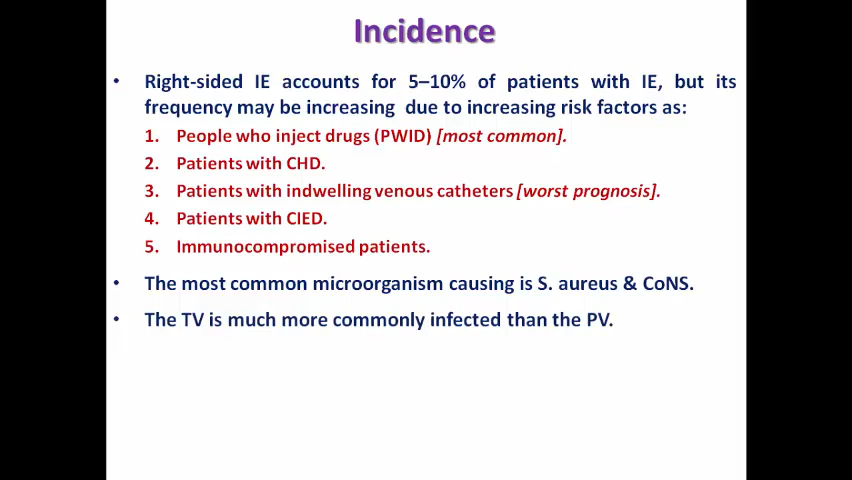 Incidence
• Right-sided IE accounts for 5–10% of patients with IE, but its
frequency may be increasing due to increasing risk factors as:
1. People who inject drugs (PWID) [most common].
2. Patients with CHD.
3. Patients with indwelling venous catheters [worst prognosis].
4. Patients with CIED.
5. Immunocompromised patients.
• The most common microorganism causing is S. aureus & CoNS.
• The TV is much more commonly infected than the PV.